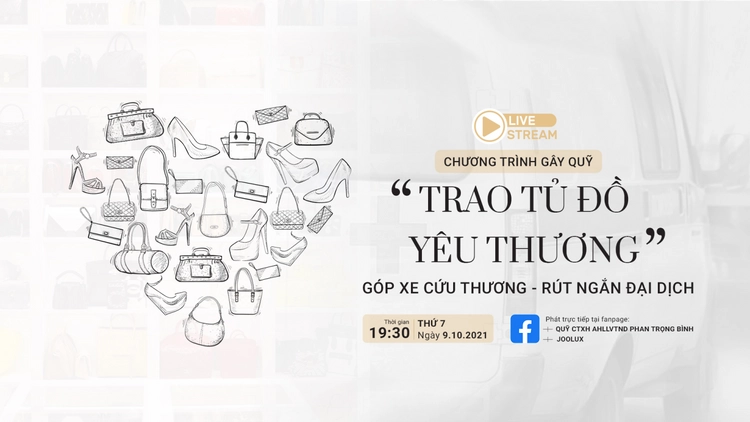 LIVE
STREAM
CHƯƠNG TRÌNH GÂY QUỸ
“TRAO TỦ ĐỒ
YÊU THƯƠNG”
GÓP XE CỨU THƯƠNG - RÚT NGẮN ĐẠI DỊCH
Thời gian
19:30
THỨ 7
Ngày 9.10.2021
Phát trực tiếp tại fanpage:
QUỸ CTXH AHLLVTND PHAN TRỌNG BÌNH
JOOLUX